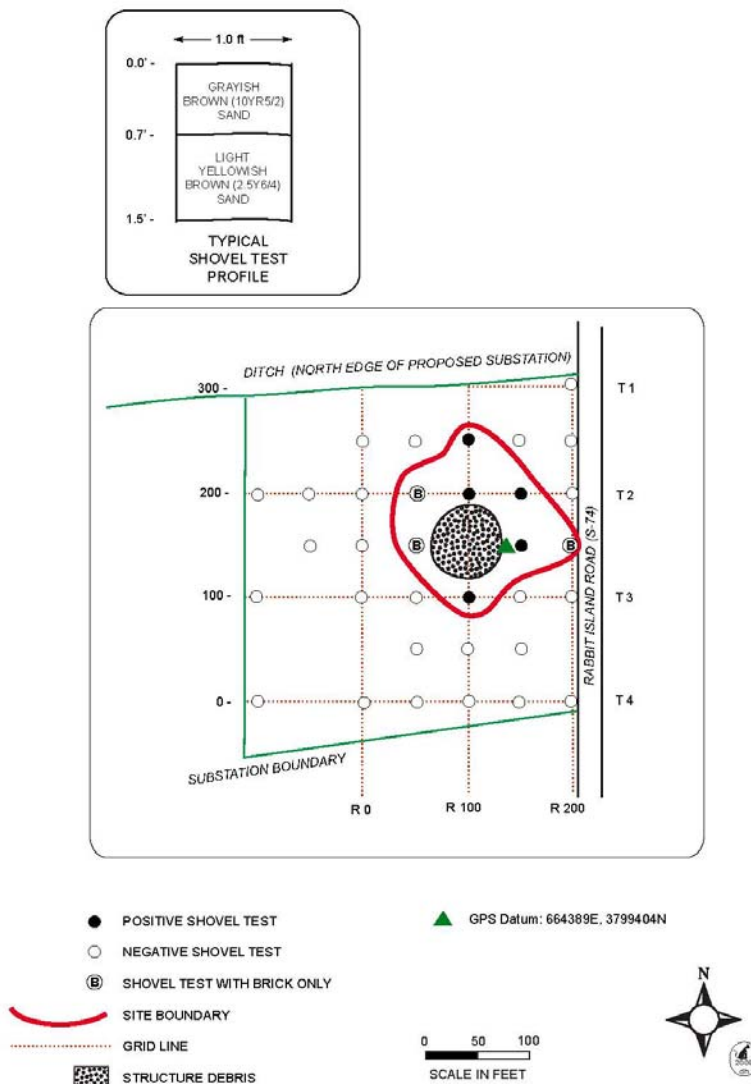 1.0 ft
0.0' -
GRAYISH
BROWN (10YR5/2)
SAND
0.7' -
LIGHT
YELLOWISH
BROWN (2.5Y6/4)
SAND
1.5' -
TYPICAL
SHOVEL TEST
PROFILE
DITCH (NORTH EDGE OF PROPOSED SUBSTATION)
300 -
T 1
200 -
B
T 2
B
B
RABBIT ISLAND ROAD (S-74)
100 -
T 3
0 -
T 4
SUBSTATION BOUNDARY
R 0
R 100
R 200
POSITIVE SHOVEL TEST
GPS Datum: 664389E, 3799404N
NEGATIVE SHOVEL TEST
B
SHOVEL TEST WITH BRICK ONLY
N
SITE BOUNDARY
GRID LINE
0 50 100
STRUCTURE DEBRIS
SCALE IN FEET